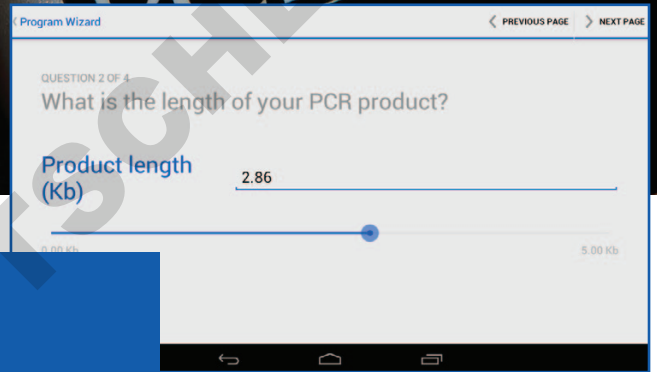 Program Wizard
PREVIOUS PAGE NEXT PAGE
QUESTION 2 OF 4
What is the length of your PCR product?
Product length
(Kb)
2.86
0.00 Kb
5.00 Kb